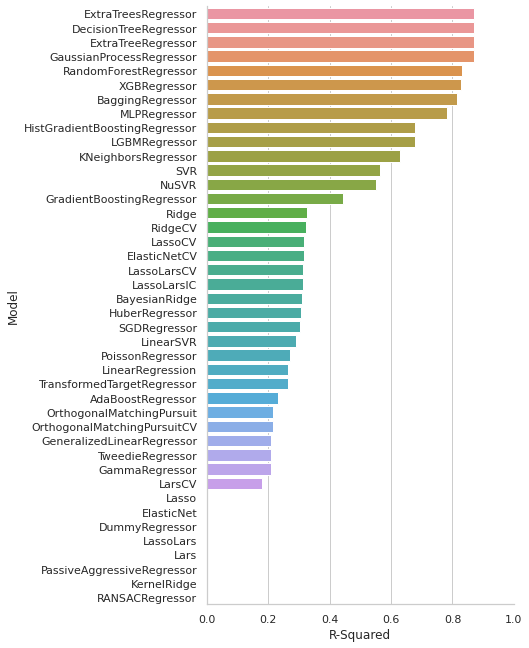 ExtraTreesRegressor
DecisionTreeRegressor
ExtraTreeRegressor
GaussianProcessRegressor
RandomForestRegressor
XGBRegressor
BaggingRegressor
MLPRegressor
HistGradientBoostingRegressor
LGBMRegressor
KNeighborsRegressor
SVR
NuSVR
GradientBoostingRegressor
Ridge
RidgeCV
LassoCV
ElasticNetCV
LassoLarsCV
LassoLarsIC
BayesianRidge
HuberRegressor
SGDRegressor
LinearSVR
PoissonRegressor
LinearRegression
TransformedTargetRegressor
AdaBoostRegressor
OrthogonalMatchingPursuit
OrthogonalMatchingPursuitCV
GeneralizedLinearRegressor
TweedieRegressor
GammaRegressor
LarsCV
Lasso
ElasticNet
DummyRegressor
LassoLars
Lars
PassiveAggressiveRegressor
KernelRidge
RANSACRegressor
Model
0.0 0.2 0.4 0.6 0.8 1.0
R-Squared